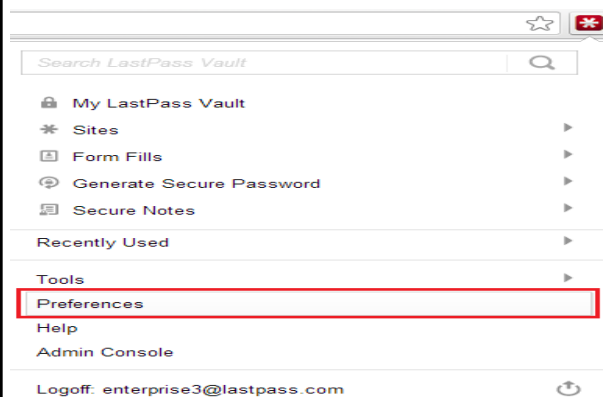 Search LastPass Vault
My LastPass Vault
Sites
Form Fills
Generate Secure Password
Secure Notes
Recently Used
Tools
Preferences
Help
Admin Console
Logoff: enterprise3@lastpass.com